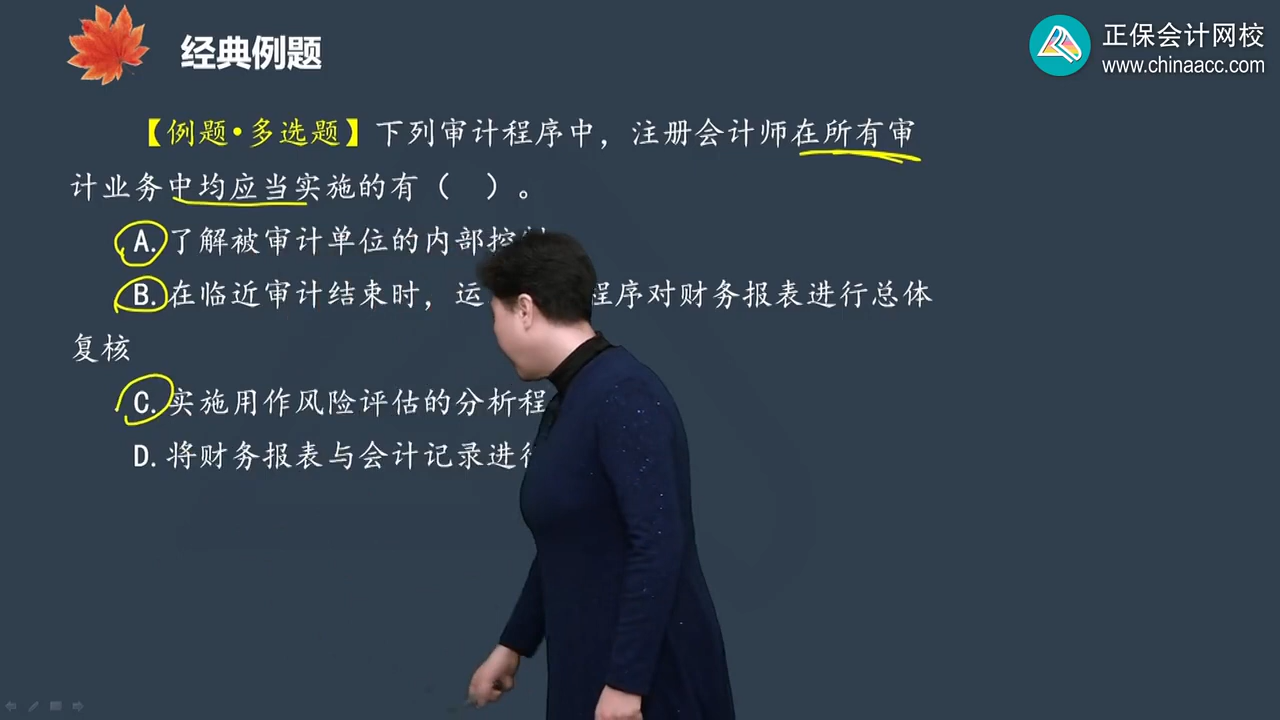 经典例题
正保会计网校
www.chinaacc.com
【例题·多选题】下列审计程序中，注册会计师在所有审
计业务中均应当实施的有（ ）。
A.了解被审计单位的内部控
B.在临近审计结束时，运 程序对财务报表进行总体
复核
C.实施用作风险评估的分析程
D.将财务报表与会计记录进行